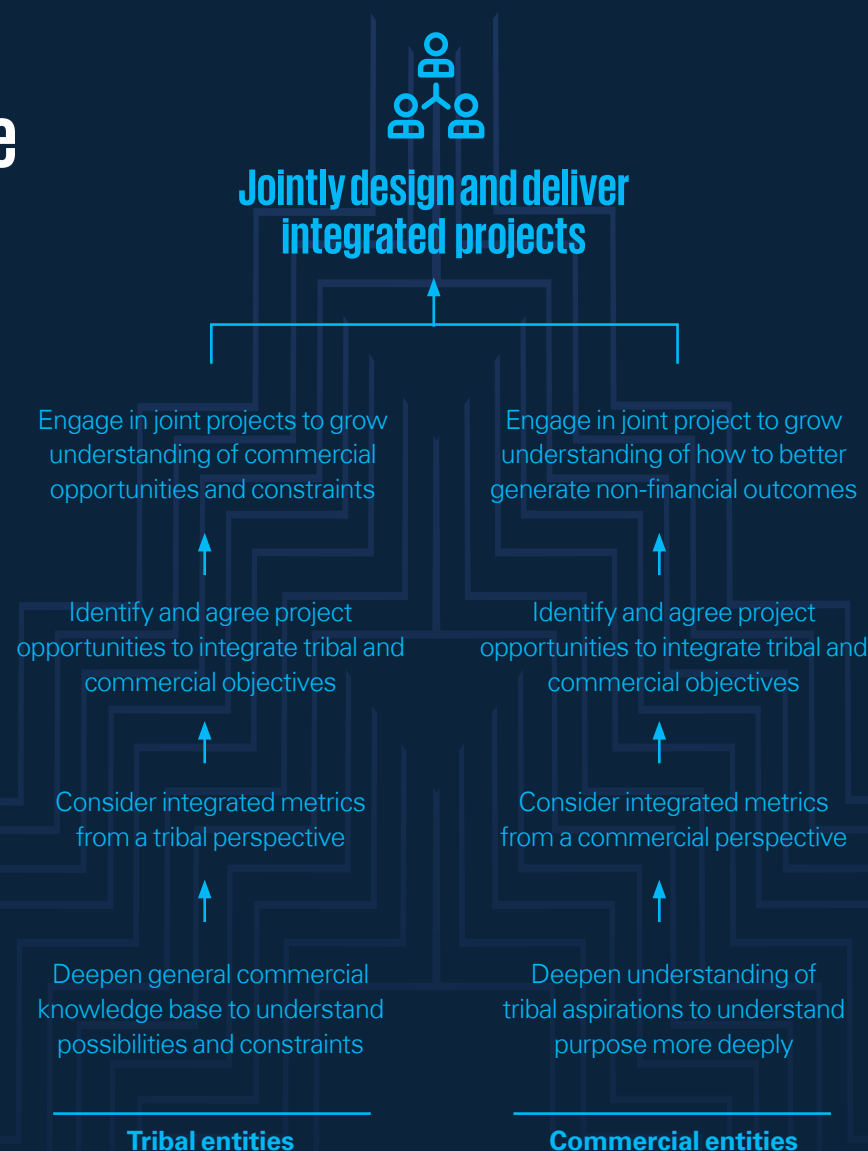 Jointly design and deliver
integrated projects
Engage in joint projects to grow
understanding of commercial
opportunities and constraints
Engage in joint project to grow
understanding of how to better
generate non-financial outcomes
Identify and agree project
opportunities to integrate tribal and
commercial objectives
Identify and agree project
opportunities to integrate tribal and
commercial objectives
Consider integrated metrics
from a tribal perspective
Consider integrated metrics
from a commercial perspective
Deepen general commercial
knowledge base to understand
possibilities and constraints
Deepen understanding of
tribal aspirations to understand
purpose more deeply
Tribal entities
Commercial entities